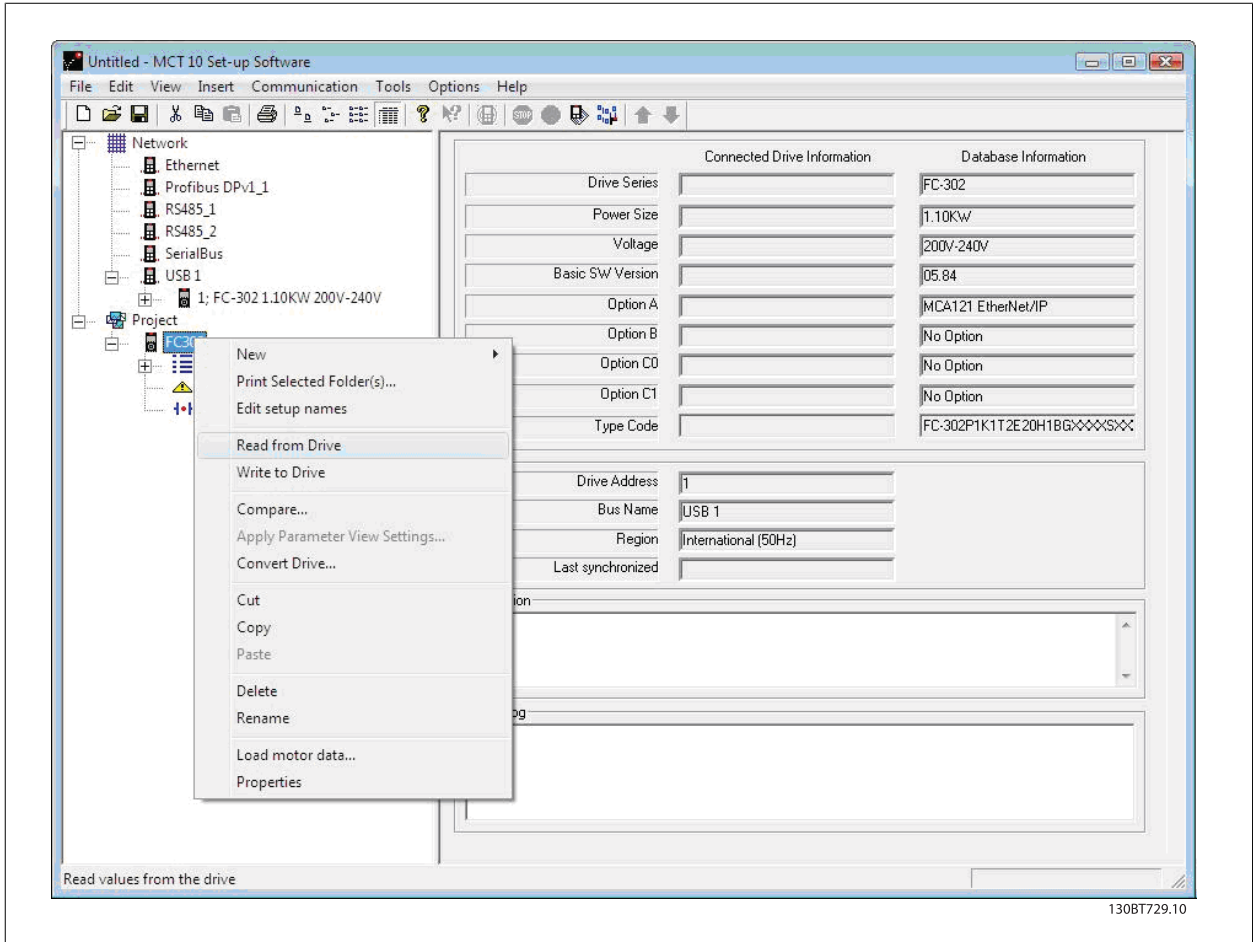 Untitled - MCT 10 Set-up Software
File Edit View Insert Communication Tools Options Help
STOP
Network
Ethernet
Profibus DPv1_1
RS485_1
RS485_2
SerialBus
USB 1
1; FC-302 1.10KW 200V-240V
Project
New
Print Selected Folder(s)...
Edit setup names
Read from Drive
Write to Drive
Compare...
Apply Parameter View Settings...
Convert Drive...
Cut
Copy
Paste
Delete
Rename
Load motor data...
Properties
Connected Drive Information Database Information
Drive Series FC-302
Power Size 1.10KW
Voltage 200V-240V
Basic SW Version 05.84
Option A MCA121 EtherNet/IP
Option B No Option
Option C0 No Option
Option C1 No Option
Type Code FC-302P1K1T2E20H1BGXXXXSXX
Drive Address 1
Bus Name USB 1
Region International (50Hz)
Last synchronized
Read values from the drive
130BT729.10